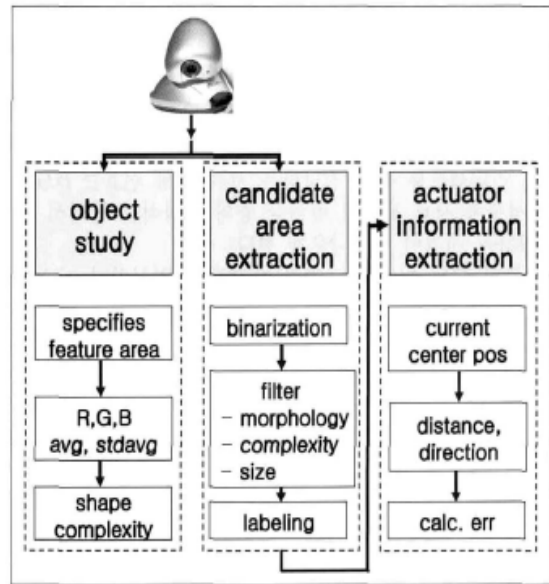 object
study
specifies
feature area
R,G,B
avg, stdavg
shape
complexity
candidate
area
extraction
binarization
filter
- morphology
- complexity
- size
labeling
actuator
information
extraction
current
center pos
distance,
direction
calc. err